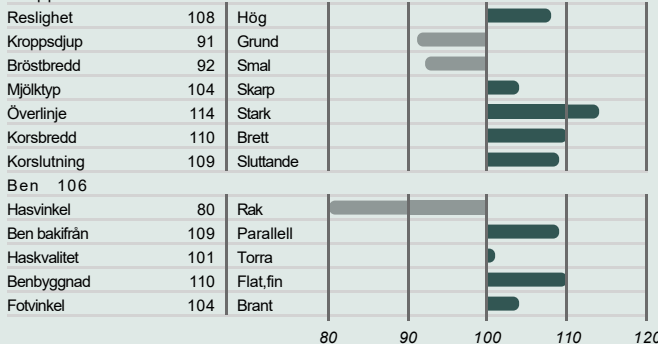 Reslighet 108 Hög
Kroppsdjup 91 Grund
Bröstbredd 92 Smal
Mjölktyp 104 Skarp
Överlinje 114 Stark
Korsbredd 110 Brett
Korslutning 109 Sluttande
Ben 106
Hasvinkel 80 Rak
Ben bakifrån 109 Parallell
Haskvalitet 101 Torra
Benbyggnad 110 Flat,fin
Fotvinkel 104 Brant
80 90 100 110 120